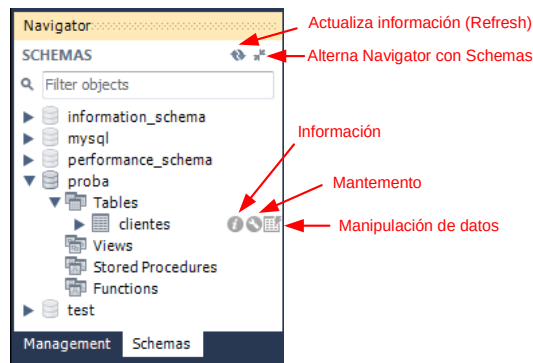 Navigator
Actualiza información (Refresh)
SCHEMAS
Alterna Navigator con Schemas
Filter objects
information_schema
mysql
performance_schema
Información
proba
Mantemento
Tables
clientes
Manipulación de datos
Views
Stored Procedures
Functions
test
Management
Schemas